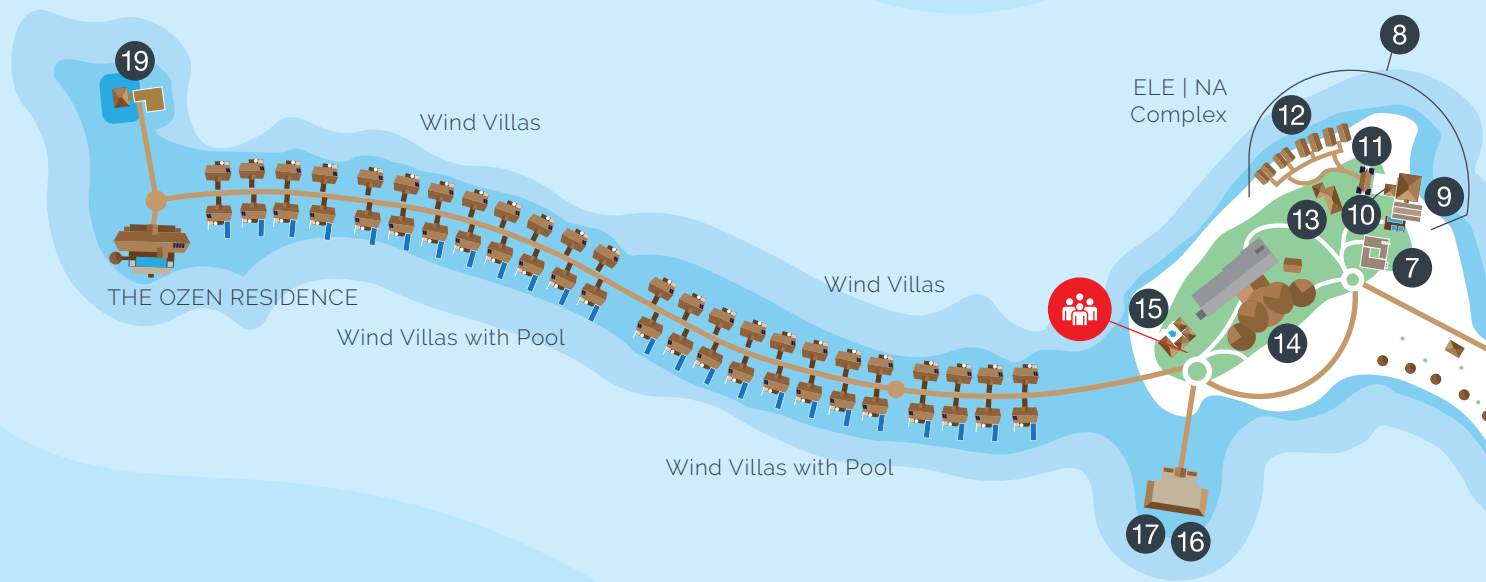 8
19
ELE | NA
Complex
12
Wind Villas
11
9
10
13
7
Wind Villas
THE OZEN RESIDENCE
15
Wind Villas with Pool
14
Wind Villas with Pool
17
16